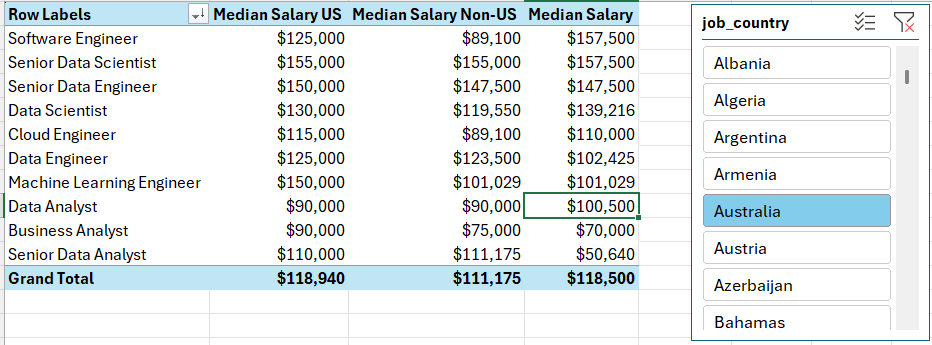 Row Labels Median Salary US Median Salary Non-US Median Salary
Software Engineer $125,000 $89,100 $157,500
Senior Data Scientist $155,000 $155,000 $157,500
Senior Data Engineer $150,000 $147,500 $147,500
Data Scientist $130,000 $119,550 $139,216
Cloud Engineer $115,000 $89,100 $110,000
Data Engineer $125,000 $123,500 $102,425
Machine Learning Engineer $150,000 $101,029 $101,029
Data Analyst $90,000 $90,000 $100,500
Business Analyst $90,000 $75,000 $70,000
Senior Data Analyst $110,000 $111,175 $50,640
Grand Total $118,940 $111,175 $118,500
job_country
Albania
Algeria
Argentina
Armenia
Australia
Austria
Azerbaijan
Bahamas